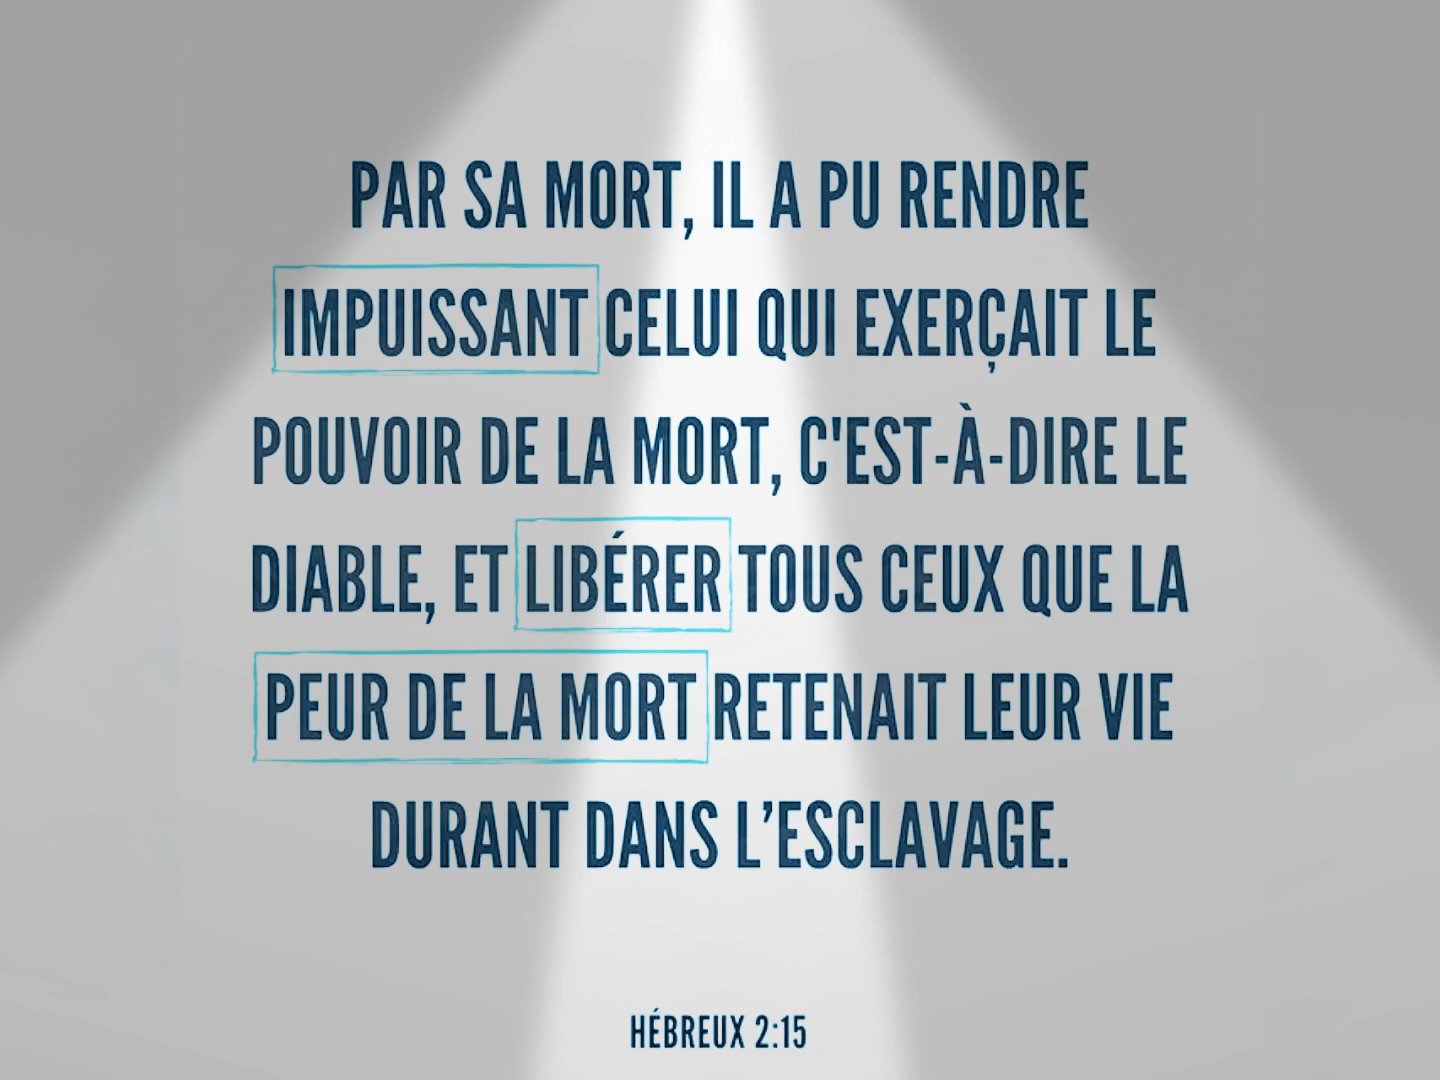 PAR SA MORT, IL A PU RENDRE
IMPUISSANT CELUI QUI EXERÇAIT LE
POUVOIR DE LA MORT, C'EST-À-DIRE LE
DIABLE, ET LIBÉRER TOUS CEUX QUE LA
PEUR DE LA MORT RETENAIT LEUR VIE
DURANT DANS L’ESCLAVAGE.
HÉBREUX 2:15